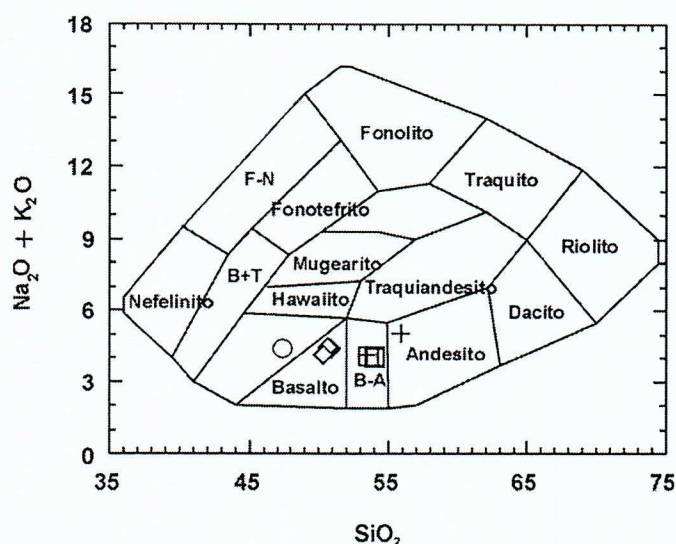 18
15
12
9
6
3
0
Na₂O + K₂O
35
45
55
65
75
SiO₂
Fonolito
F-N
Traquito
Fonotefrito
Riolito
Mugearito
B+T
Nefelinito
Hawaiito
Traquiandesito
Dacito
Andesito
Basalto
B-A